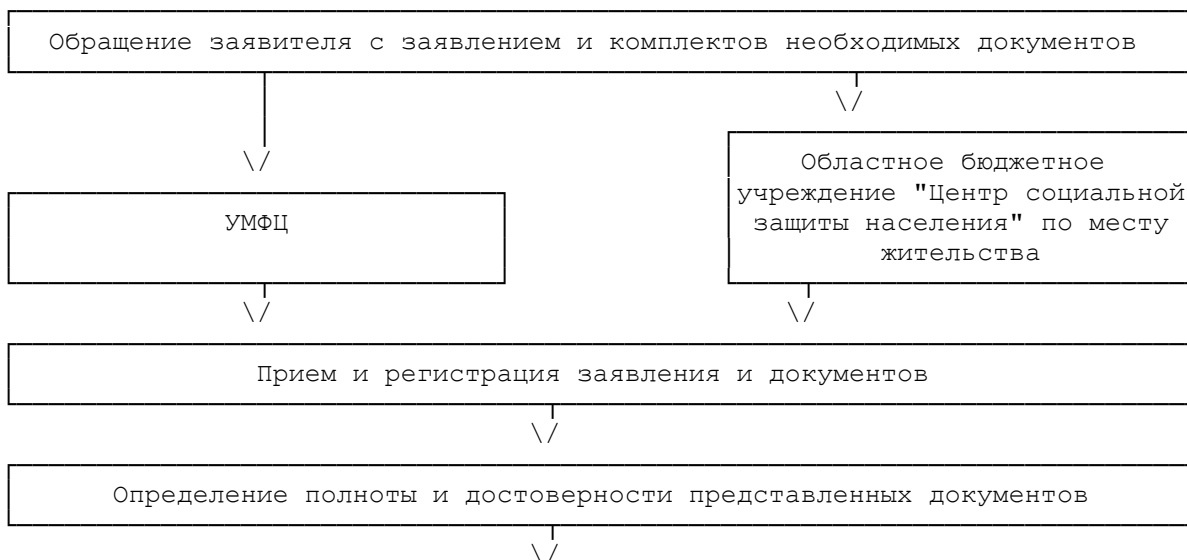 Обращение заявителя с заявлением и комплектов необходимых документов
Областное бюджетное
учреждение "Центр социальной
защиты населения" по месту
жительства
УМФЦ
Прием и регистрация заявления и документов
Определение полноты и достоверности представленных документов